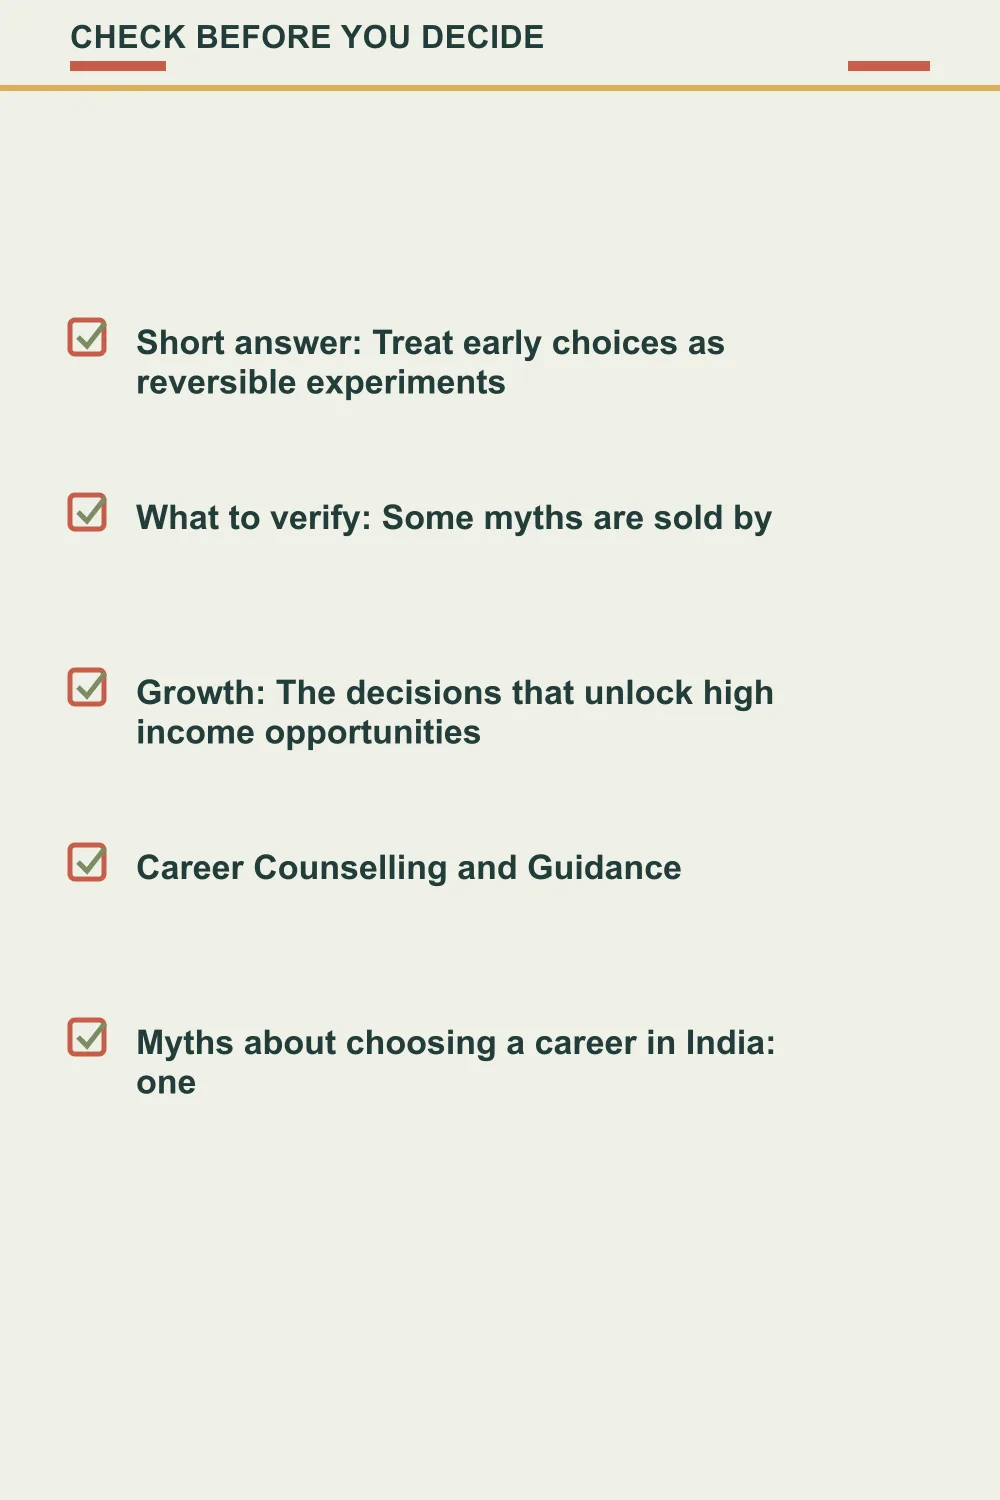 CHECK BEFORE YOU DECIDE
Short answer: Treat early choices as
reversible experiments
What to verify: Some myths are sold by
Growth: The decisions that unlock high
income opportunities
Career Counselling and Guidance
Myths about choosing a career in India:
one